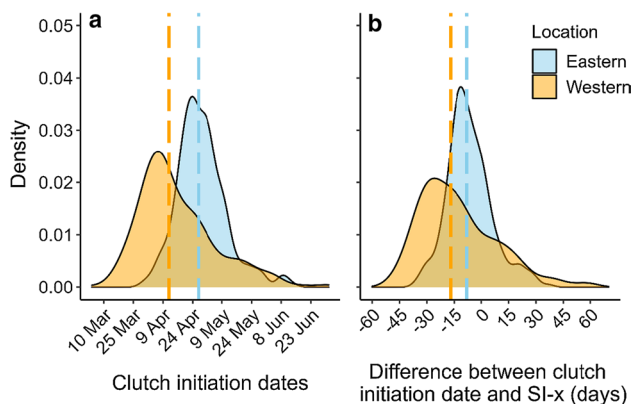 a
b
Location
Eastern
Western
Density
0.05
0.04
0.03
0.02
0.01
0.00
10 Mar
25 Mar
9 Apr
24 Apr
9 May
24 May
8 Jun
23 Jun
-60
-45
-30
-15
0
15
30
45
60
Clutch initiation dates
Difference between clutch
initiation date and SI-x (days)